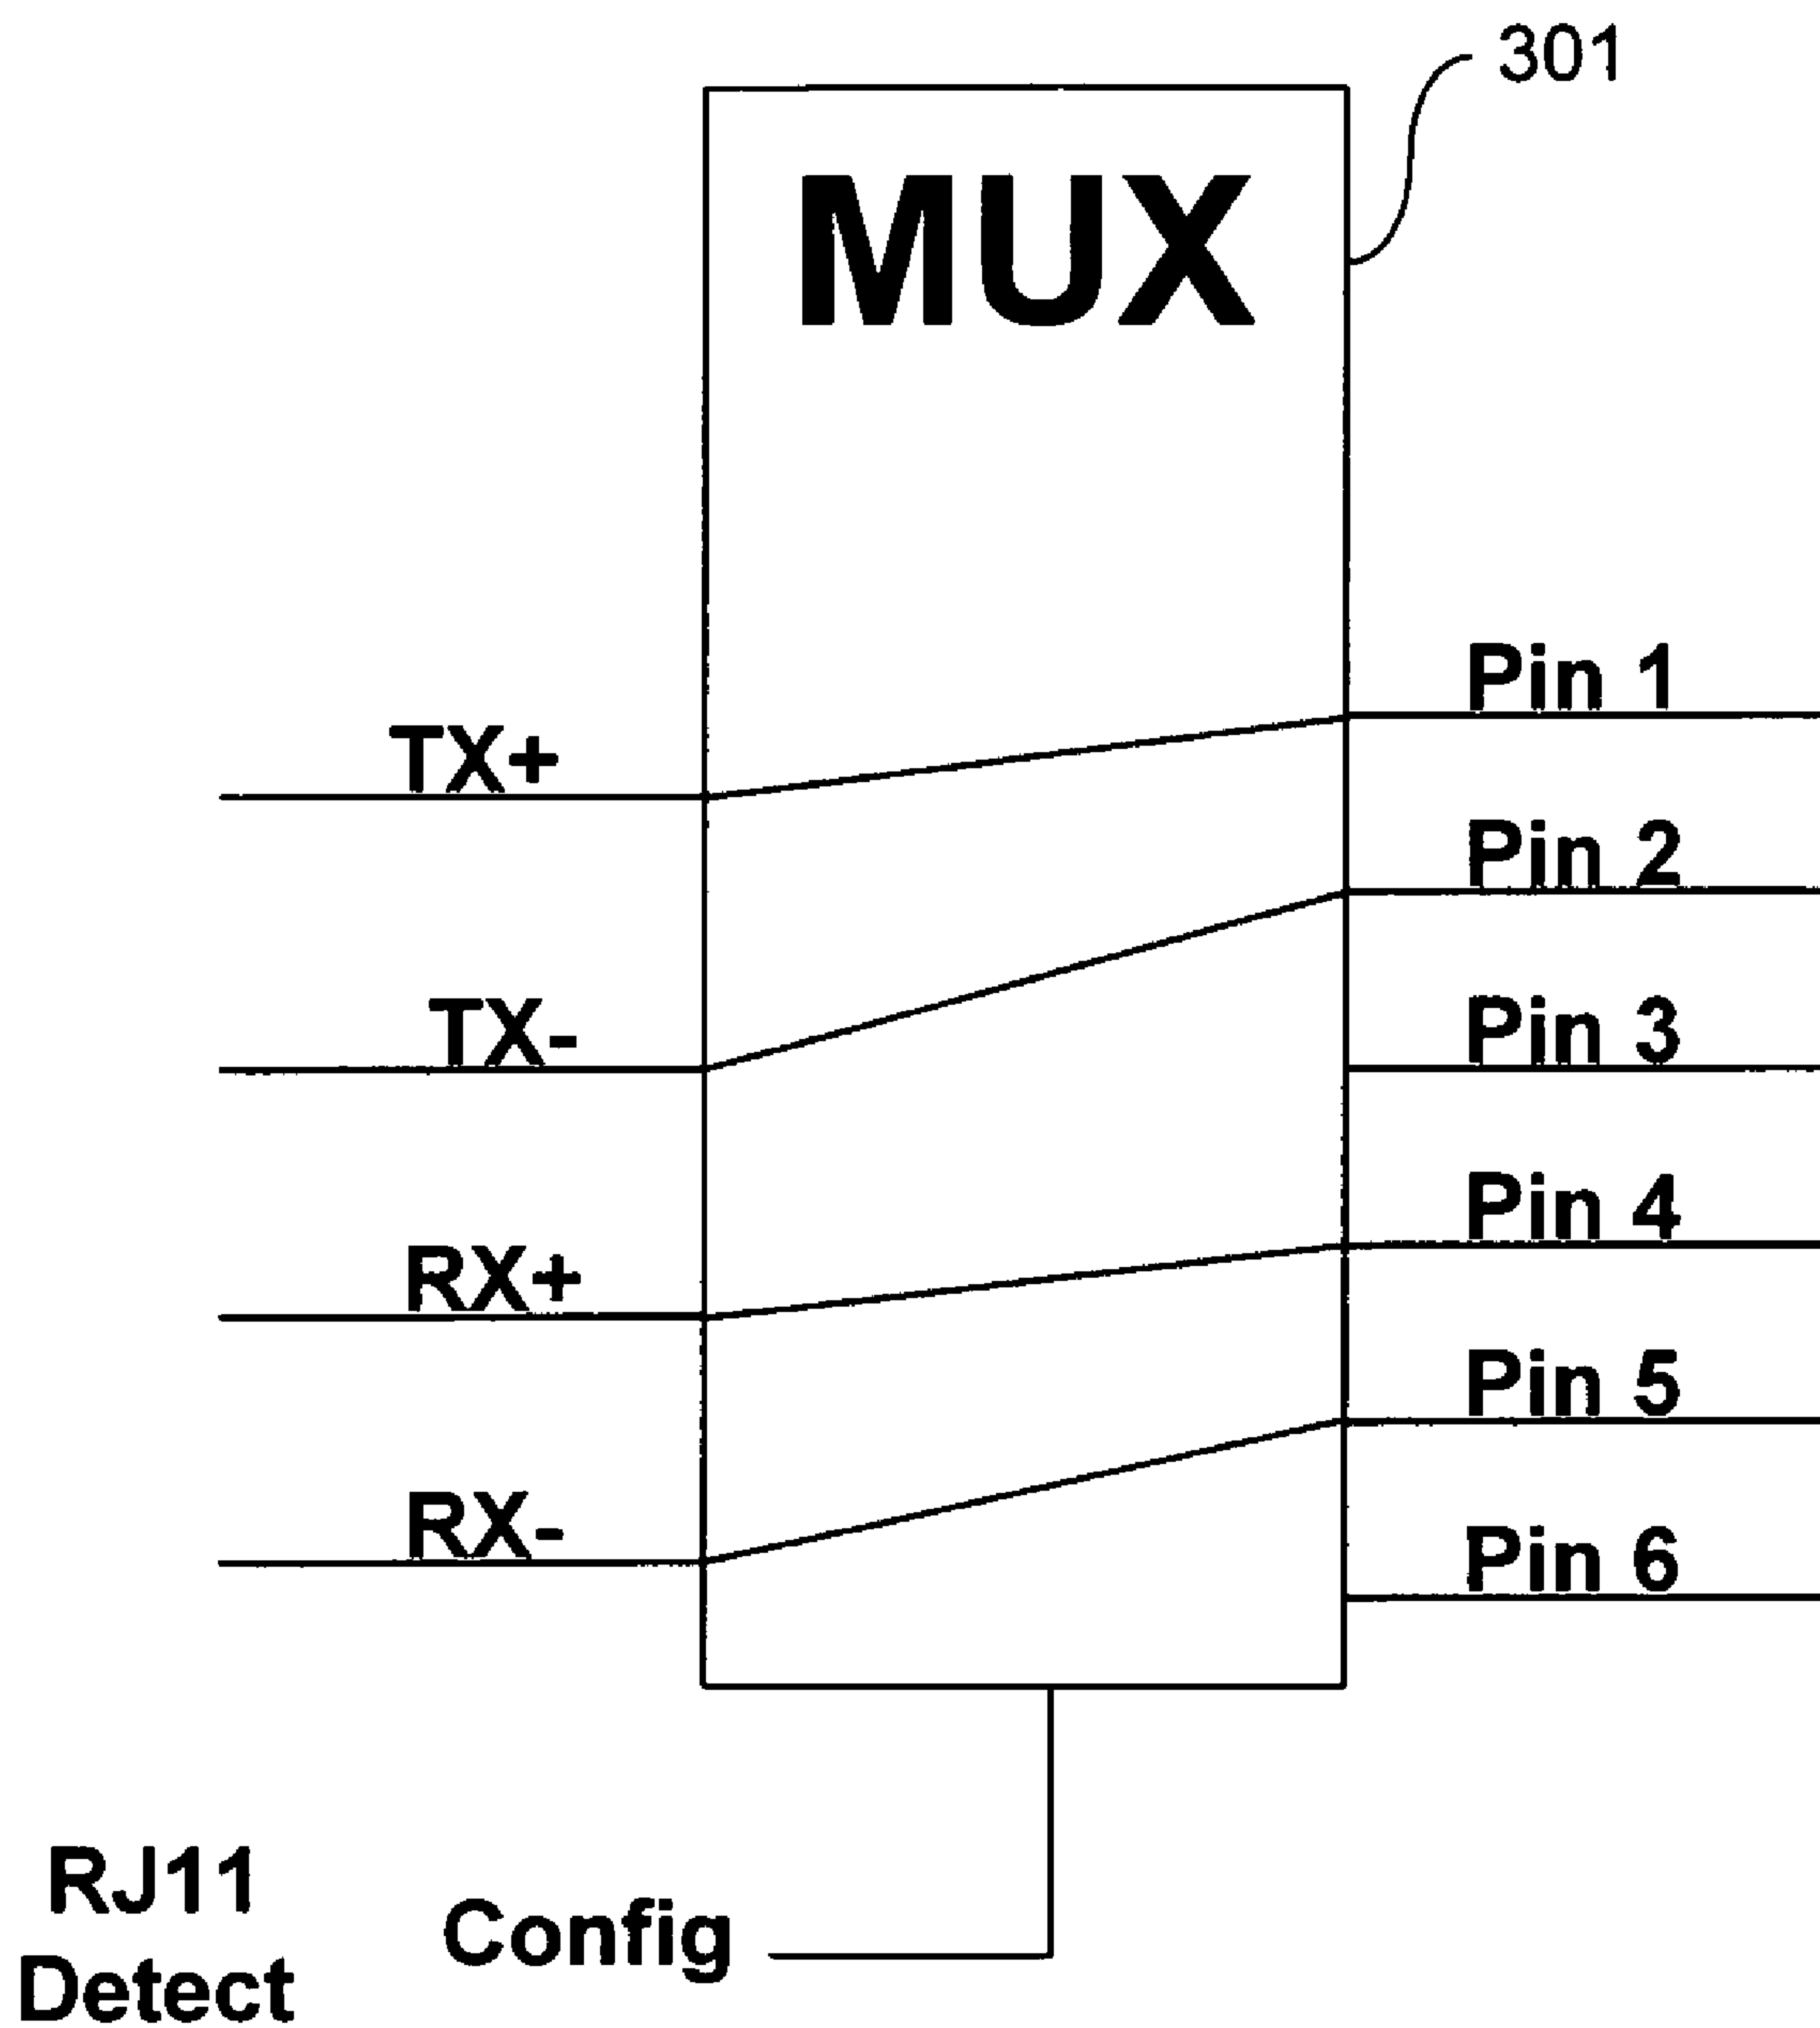 301
MUX
Pin 1
TX+
Pin 2
TX-
Pin 3
Pin 4
RX+
Pin 5
RX-
Pin 6
RJ11
Detect
Config